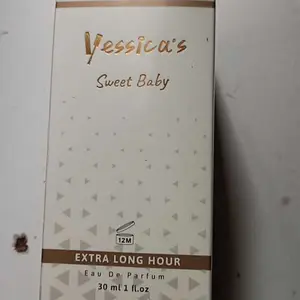 Yessica's
Sweet Baby
12M
EXTRA LONG HOUR
Eau De Parfum
30 ml 1 fl.oz